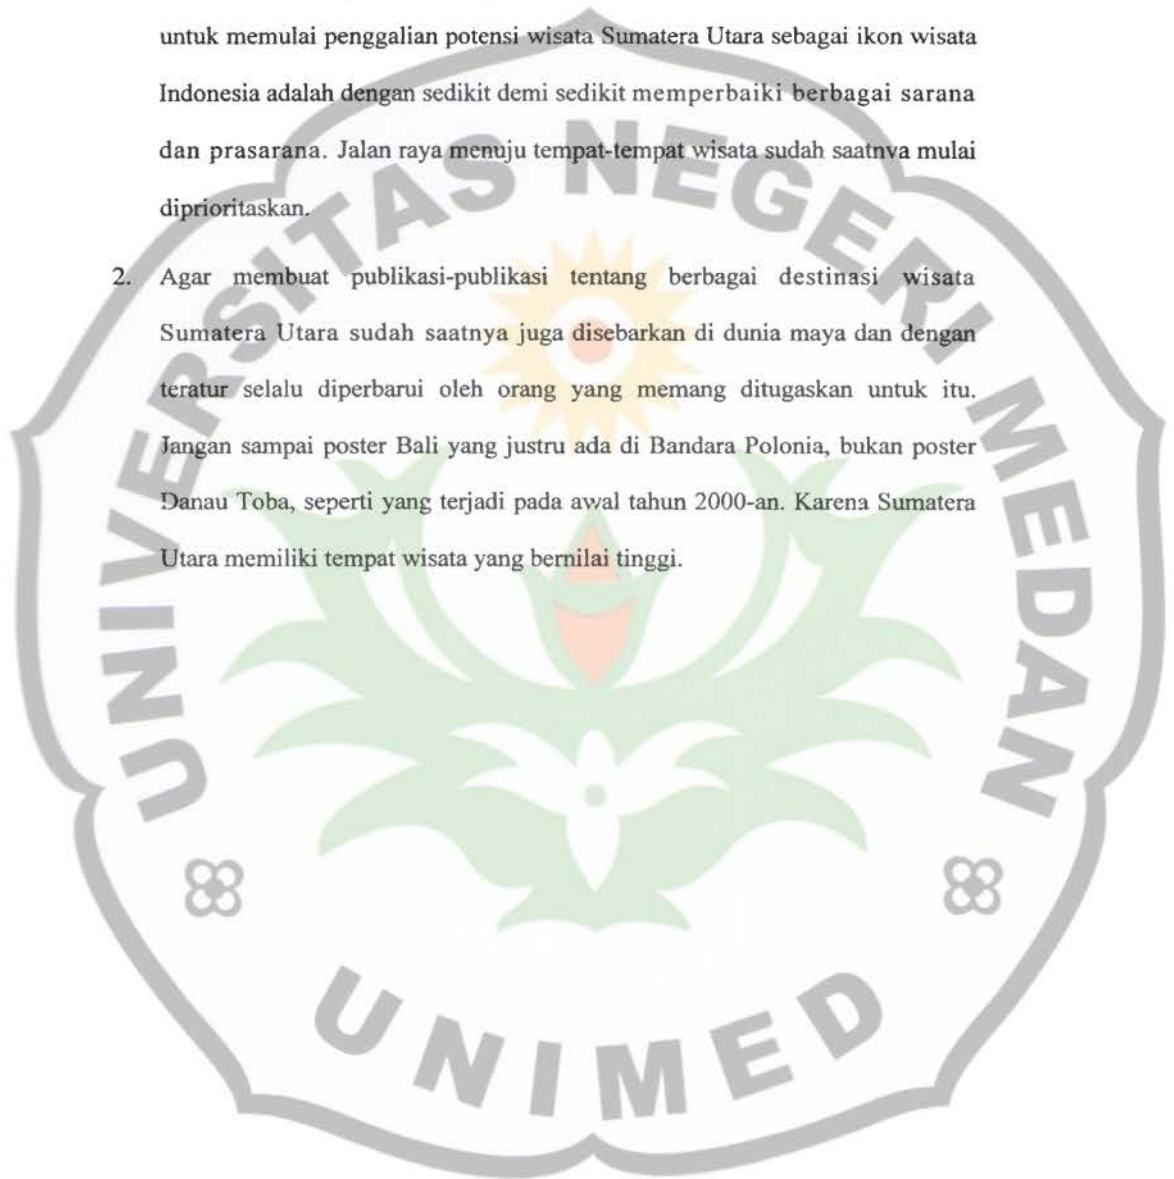 untuk memulai penggalian potensi wisata Sumatera Utara sebagai ikon wisata
Indonesia adalah dengan sedikit demi sedikit memperbaiki berbagai sarana
dan prasarana. Jalan raya menuju tempat-tempat wisata sudah saatnya mulai
diprioritaskan.
2. Agar membuat publikasi-publikasi tentang berbagai destinasi wisata
Sumatera Utara sudah saatnya juga disebarkan di dunia maya dan dengan
teratur selalu diperbarui oleh orang yang memang ditugaskan untuk itu.
Jangan sampai poster Bali yang justru ada di Bandara Polonia, bukan poster
Danau Toba, seperti yang terjadi pada awal tahun 2000-an. Karena Sumatera
Utara memiliki tempat wisata yang bernilai tinggi.
UNIVERSITAS NEGERI MEDAN
UNIMED